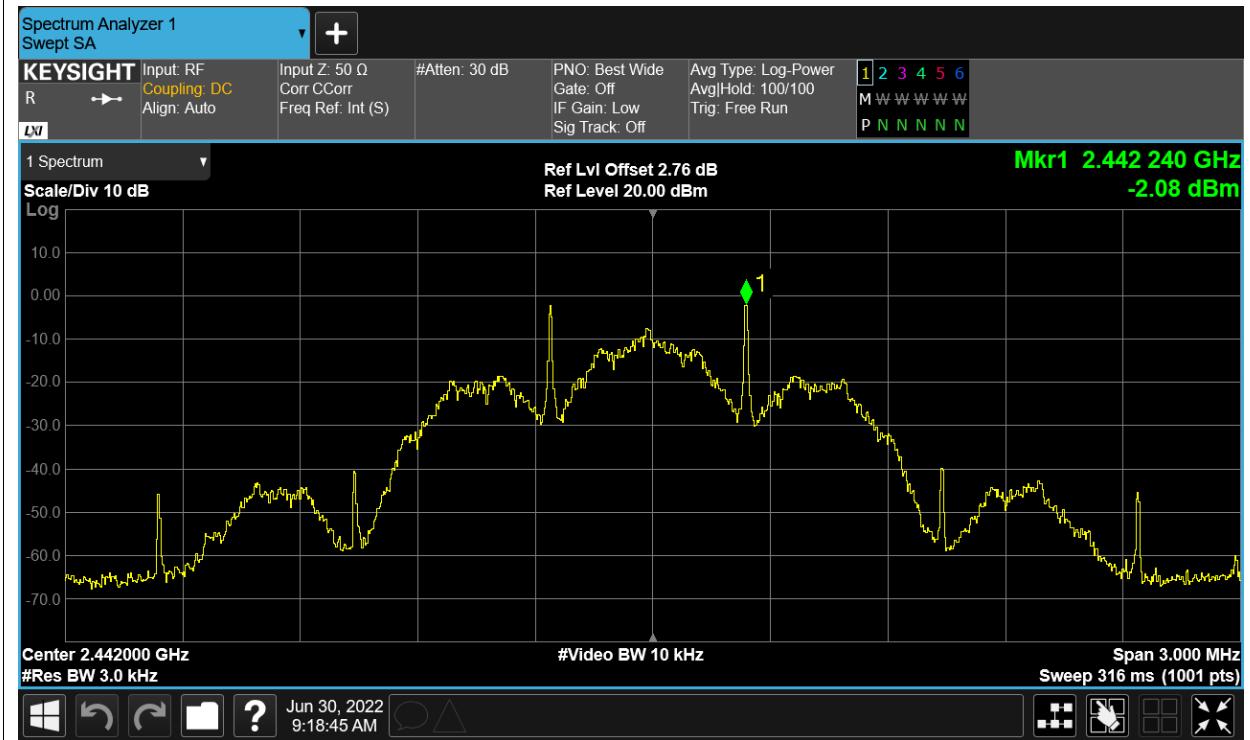 Spectrum Analyzer 1
Swept SA
+
KEYSIGHT
R
LXI
Input: RF
Coupling: DC
Align: Auto
Input Z: 50 Ω
Corr CCorr
Freq Ref: Int (S)
#Atten: 30 dB
PNO: Best Wide
Gate: Off
IF Gain: Low
Sig Track: Off
Avg Type: Log-Power
Avg|Hold: 100/100
Trig: Free Run
1 2 3 4 5 6
M W W W W W
P N N N N N
1 Spectrum
Scale/Div 10 dB
Log
Ref Lvl Offset 2.76 dB
Ref Level 20.00 dBm
Mkr1 2.442 240 GHz
-2.08 dBm
10.0
0.00
-10.0
-20.0
-30.0
-40.0
-50.0
-60.0
-70.0
1
Center 2.442000 GHz
#Res BW 3.0 kHz
#Video BW 10 kHz
Span 3.000 MHz
Sweep 316 ms (1001 pts)
?
Jun 30, 2022
9:18:45 AM